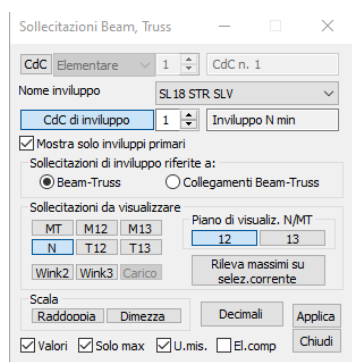 Sollecitazioni Beam, Truss
CdC Elementare 1 CdC n. 1
Nome inviluppo SL18 STR SLV
CdC di inviluppo 1 Inviluppo N min
Mostra solo inviluppi primari
Sollecitazioni di inviluppo riferite a:
Beam-Truss Collegamenti Beam-Truss
Sollecitazioni da visualizzare
Piano di visualiz. N/MT
MT M12 M13
12 13
N T12 T13
Wink2 Wink3 Carico
Rileva massimi su
selez.corrente
Scala
Raddoppia Dimezza Decimali Applica
Valori Solo max U.mis. El.comp Chiudi